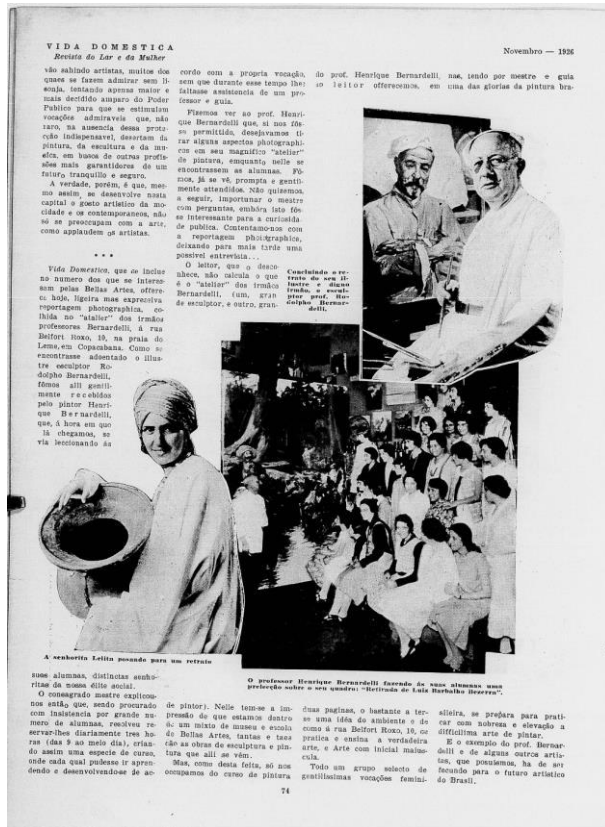 VIDA DOMESTICA
Revista do Lar e da Mulher
Novembro — 1926
vão sahindo artistas, muitos dos
quaes se fazem admirar sem li-
sonja, tentando apenas maior e
mais decidido amparo do Poder
Publico para que se estimulem
vocações admiraveis que, não
raro, na ausencia dessa prote-
cção indispensavel, desertam da
pintura, da esculptura e da mu-
sica, em busca de outras profis-
sões mais garantidoras de um
futuro tranquillo e seguro.
A verdade, porém, é que, mes-
mo assim, se desenvolve nesta
capital o gosto artistico da mo-
cidade e os contemporaneos, não
só se preoccupam com a arte,
como applaudem os artistas.
* * *
Vida Domestica, que se inclue
no numero dos que se interes-
sam pelas Bellas Artes, offere-
ce hoje, ligeira mas expressiva
reportagem photographica, co-
lhida no "atelier" dos irmãos
professores Bernardelli, á rua
Belfort Roxo, 10, na praia do
Leme, em Copacabana. Como se
encontrasse adoentado o illus-
tre esculptor Ro-
dolpho Bernardelli,
fômos alli gentil-
mente recebidos
pelo pintor Henri-
que Bernardelli,
que, á hora em que
lá chegamos, se
via leccionando ás
cordo com a propria vocação,
sem que durante esse tempo lhes
faltasse assistencia de um pro-
fessor e guia.
Fizemos ver ao prof. Henri-
que Bernardelli que, si nos fôs-
se permittido, desejavamos ti-
rar alguns aspectos photographi-
cos em seu magnifico "atelier"
de pintura, emquanto nelle se
encontrassem as alumnas. Fô-
mos, já se vê, prompta e gentil-
mente attendidos. Não quisemos,
a seguir, importunar o mestre
com perguntas, embóra isto fôs-
se interessante para a curiosida-
de publica. Contentamo-nos com
a reportagem photographica,
deixando para mais tarde uma
possivel entrevista...
O leitor, que o desco-
nhece, não calcula o que
é o "atelier" dos irmãos
Bernardelli, (um, gran
de esculptor, e outro, gran-
do prof. Henrique Bernardelli,
ao leitor offerecemos, em
nas, tendo por mestre e guia
uma das glorias da pintura bra-
Concluindo o re-
trato do seu il-
lustre e digno
irmão, o escul-
ptor prof. Ro-
dolpho Bernar-
delli.
A senhorita Lelita posando para um retrato
O professor Henrique Bernardelli fazendo ás suas alumnas uma
prelecção sobre o seu quadro: "Retirada de Luiz Barbalho Bezerra".
suas alumnas, distinctas senho-
ritas da nossa élite social.
O consagrado mestre explicou-
nos então que, sendo procurado
com insistencia por grande nu-
mero de alumnas, resolveu re-
servar-lhes diariamente tres ho-
ras (das 9 ao meio dia), crian-
do assim uma especie de curso,
onde cada qual pudesse ir apren-
dendo e desenvolvendo-se de ac-
de pintor). Nelle tem-se a im-
pressão de que estamos dentro
de um mixto de museu e escola
de Bellas Artes, tantas e taes
são as obras de esculptura e pin-
tura que alli se vêm.
Mas, como desta feita, só nos
occupamos do curso de pintura
duas paginas, o bastante a ter-
se uma idéa do ambiente e de
como á rua Belfort Roxo, 10, se
pratica e ensina a verdadeira
arte, e Arte com inicial maius-
cula.
Todo um grupo selecto de
gentilissimas vocações femini-
sileira, se prepara para prati-
car com nobreza e elevação a
difficilima arte de pintar.
E o exemplo do prof. Bernar-
delli e de alguns outros artis-
tas, que possuimos, ha de ser
fecundo para o futuro artistico
do Brasil.
74